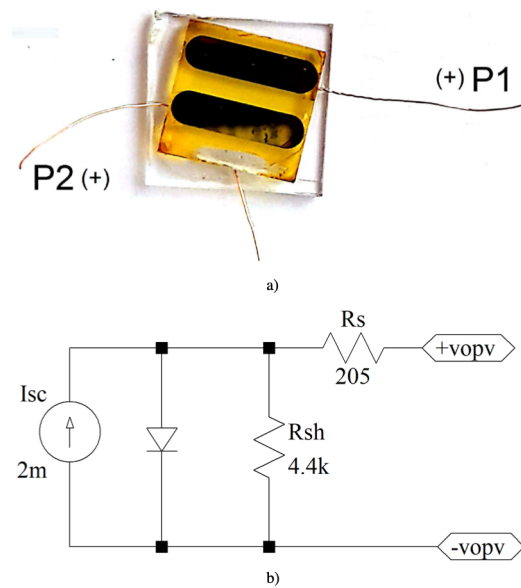 (+) P1
P2 (+)
a)
Rs
+vopv
205
Isc
Rsh
2m
4.4k
-vopv
b)